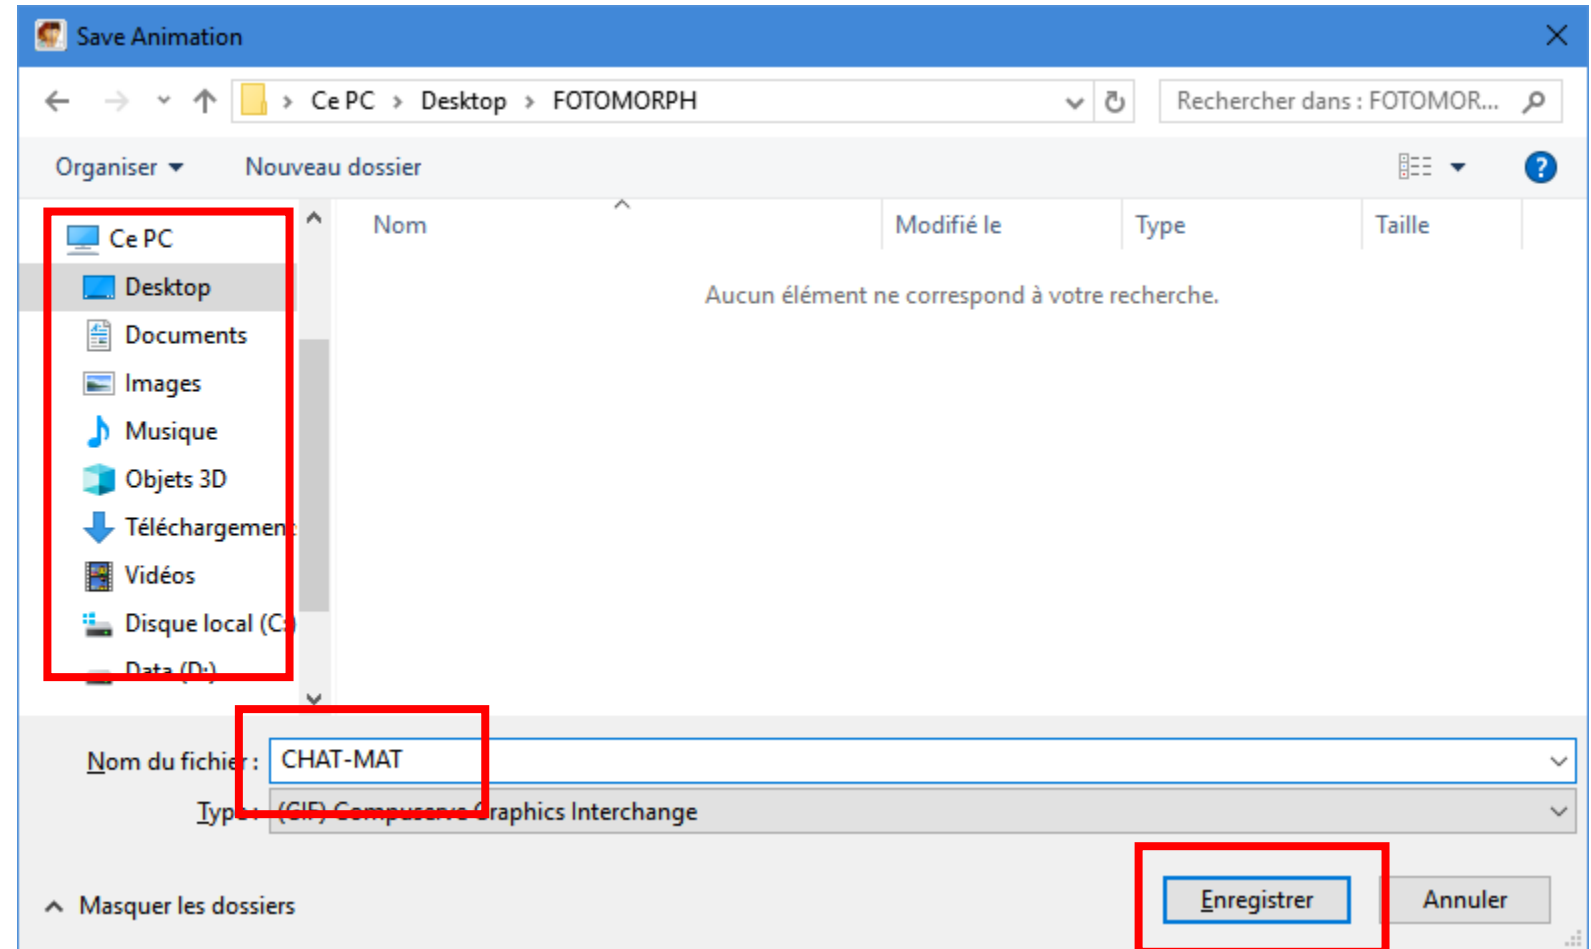 Save Animation
Ce PC > Desktop > FOTOMORPH
Rechercher dans : FOTOMOR...
Organiser
Nouveau dossier
?
Nom
Modifié le
Type
Taille
Aucun élément ne correspond à votre recherche.
Ce PC
Desktop
Documents
Images
Musique
Objets 3D
Téléchargement
Vidéos
Disque local (C:)
Data (D:)
Nom du fichier : CHAT-MAT
Type : (GIF) Compuserve Graphics Interchange
Masquer les dossiers
Enregistrer
Annuler